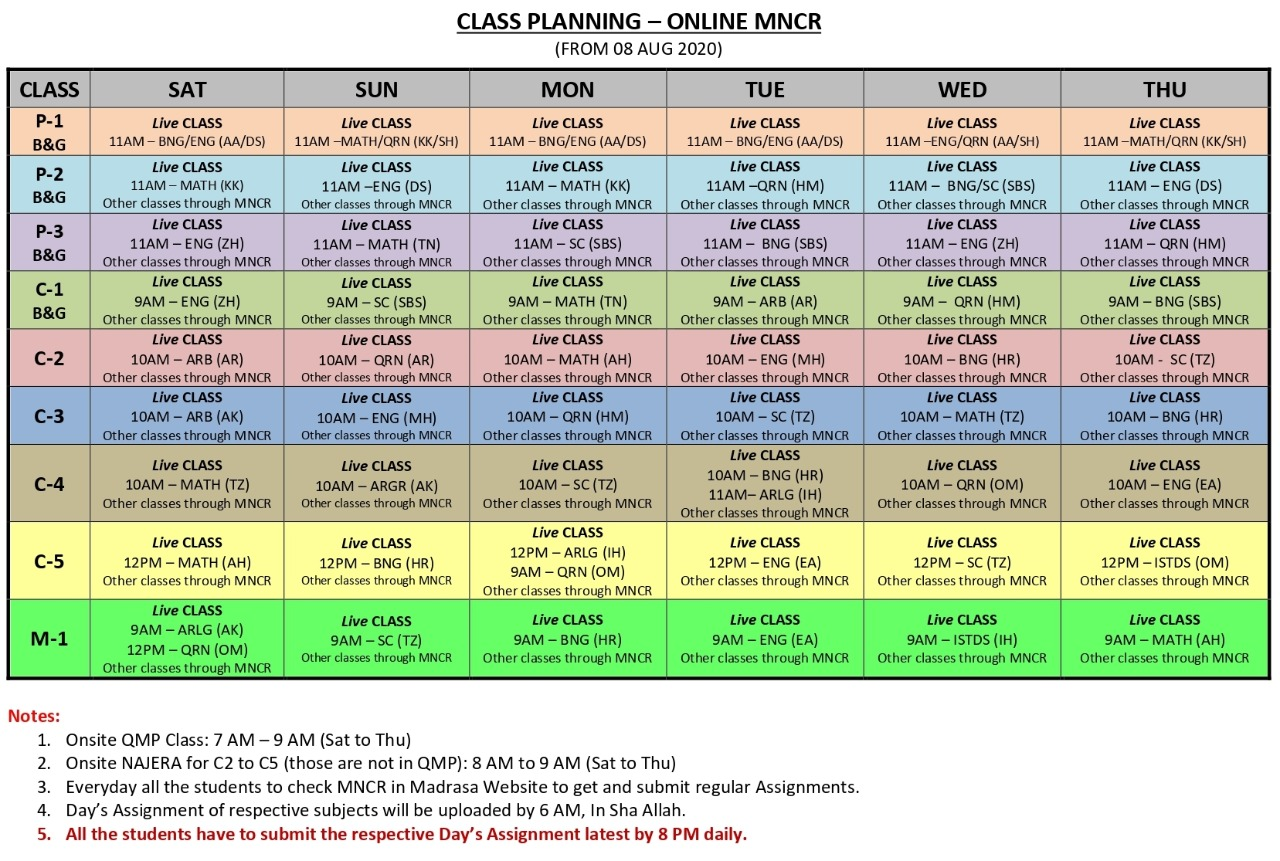 CLASS PLANNING – ONLINE MNCR
(FROM 08 AUG 2020)
CLASS SAT SUN MON TUE WED THU
P-1 B&G
Live CLASS
11AM – BNG/ENG (AA/DS)
Live CLASS
11AM –MATH/QRN (KK/SH)
Live CLASS
11AM – BNG/ENG (AA/DS)
Live CLASS
11AM – BNG/ENG (AA/DS)
Live CLASS
11AM –ENG/QRN (AA/SH)
Live CLASS
11AM –MATH/QRN (KK/SH)
P-2 B&G
Live CLASS
11AM – MATH (KK)
Other classes through MNCR
Live CLASS
11AM –ENG (DS)
Other classes through MNCR
Live CLASS
11AM – MATH (KK)
Other classes through MNCR
Live CLASS
11AM –QRN (HM)
Other classes through MNCR
Live CLASS
11AM – BNG/SC (SBS)
Other classes through MNCR
Live CLASS
11AM – ENG (DS)
Other classes through MNCR
P-3 B&G
Live CLASS
11AM – ENG (ZH)
Other classes through MNCR
Live CLASS
11AM – MATH (TN)
Other classes through MNCR
Live CLASS
11AM – SC (SBS)
Other classes through MNCR
Live CLASS
11AM – BNG (SBS)
Other classes through MNCR
Live CLASS
11AM – ENG (ZH)
Other classes through MNCR
Live CLASS
11AM – QRN (HM)
Other classes through MNCR
C-1 B&G
Live CLASS
9AM – ENG (ZH)
Other classes through MNCR
Live CLASS
9AM – SC (SBS)
Other classes through MNCR
Live CLASS
9AM – MATH (TN)
Other classes through MNCR
Live CLASS
9AM – ARB (AR)
Other classes through MNCR
Live CLASS
9AM – QRN (HM)
Other classes through MNCR
Live CLASS
9AM – BNG (SBS)
Other classes through MNCR
C-2
Live CLASS
10AM – ARB (AR)
Other classes through MNCR
Live CLASS
10AM – QRN (AR)
Other classes through MNCR
Live CLASS
10AM – MATH (AH)
Other classes through MNCR
Live CLASS
10AM – ENG (MH)
Other classes through MNCR
Live CLASS
10AM – BNG (HR)
Other classes through MNCR
Live CLASS
10AM - SC (TZ)
Other classes through MNCR
C-3
Live CLASS
10AM – ARB (AK)
Other classes through MNCR
Live CLASS
10AM – ENG (MH)
Other classes through MNCR
Live CLASS
10AM – QRN (HM)
Other classes through MNCR
Live CLASS
10AM – SC (TZ)
Other classes through MNCR
Live CLASS
10AM – MATH (TZ)
Other classes through MNCR
Live CLASS
10AM – BNG (HR)
Other classes through MNCR
C-4
Live CLASS
10AM – MATH (TZ)
Other classes through MNCR
Live CLASS
10AM – ARGR (AK)
Other classes through MNCR
Live CLASS
10AM – SC (TZ)
Other classes through MNCR
Live CLASS
10AM – BNG (HR)
11AM– ARLG (IH)
Other classes through MNCR
Live CLASS
10AM – QRN (OM)
Other classes through MNCR
Live CLASS
10AM – ENG (EA)
Other classes through MNCR
C-5
Live CLASS
12PM – MATH (AH)
Other classes through MNCR
Live CLASS
12PM – BNG (HR)
Other classes through MNCR
Live CLASS
12PM – ARLG (IH)
9AM – QRN (OM)
Other classes through MNCR
Live CLASS
12PM – ENG (EA)
Other classes through MNCR
Live CLASS
12PM – SC (TZ)
Other classes through MNCR
Live CLASS
12PM – ISTDS (OM)
Other classes through MNCR
M-1
Live CLASS
9AM – ARLG (AK)
12PM – QRN (OM)
Other classes through MNCR
Live CLASS
9AM – SC (TZ)
Other classes through MNCR
Live CLASS
9AM – BNG (HR)
Other classes through MNCR
Live CLASS
9AM – ENG (EA)
Other classes through MNCR
Live CLASS
9AM – ISTDS (IH)
Other classes through MNCR
Live CLASS
9AM – MATH (AH)
Other classes through MNCR
Notes:
1. Onsite QMP Class: 7 AM – 9 AM (Sat to Thu)
2. Onsite NAJERA for C2 to C5 (those are not in QMP): 8 AM to 9 AM (Sat to Thu)
3. Everyday all the students to check MNCR in Madrasa Website to get and submit regular Assignments.
4. Day’s Assignment of respective subjects will be uploaded by 6 AM, In Sha Allah.
5. All the students have to submit the respective Day’s Assignment latest by 8 PM daily.